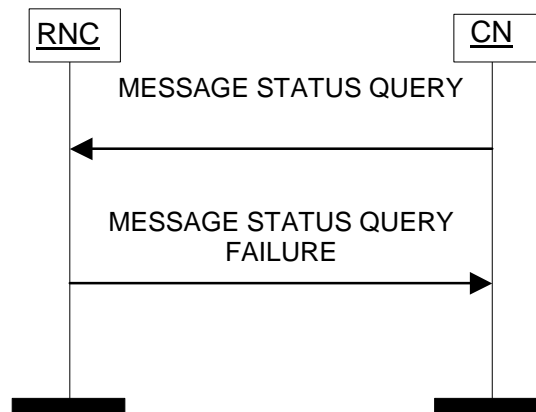 RNC
CN
MESSAGE STATUS QUERY
MESSAGE STATUS QUERY
FAILURE